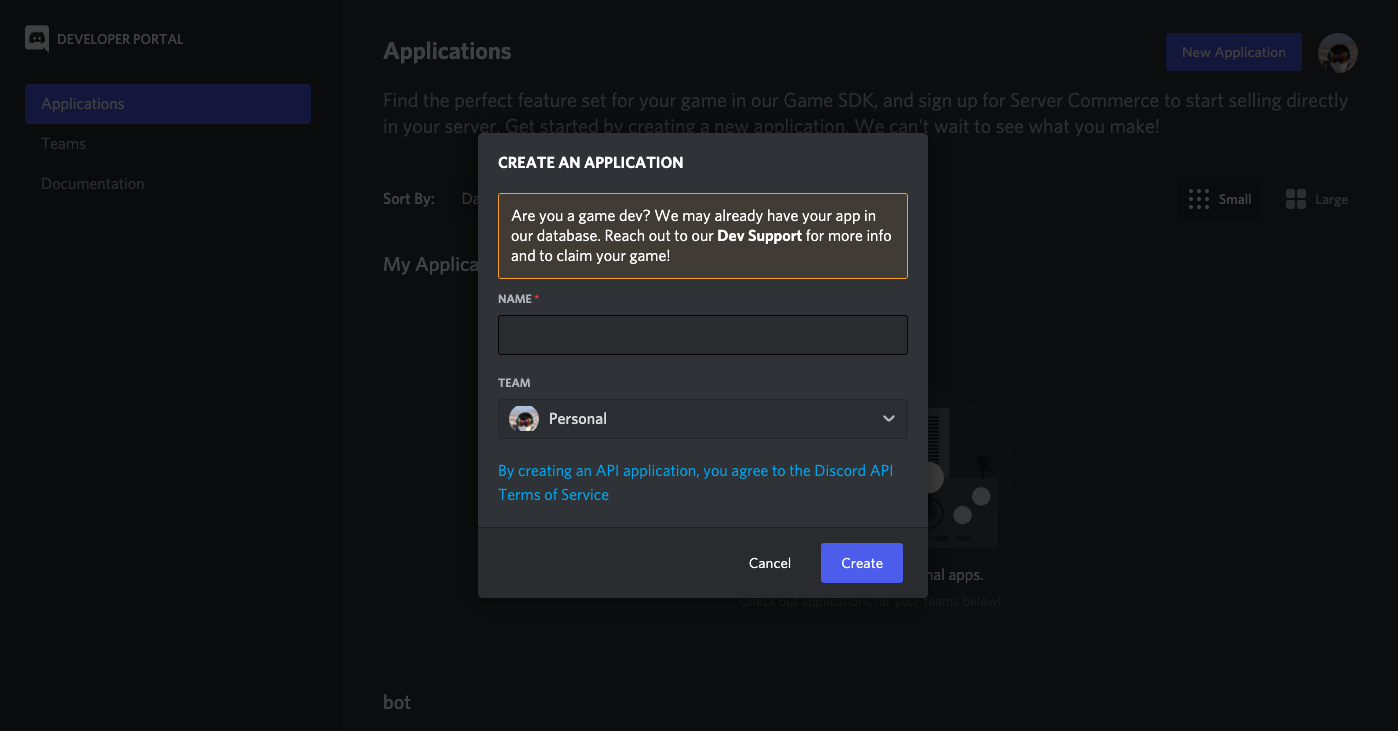 DEVELOPER PORTAL
Applications
Teams
Documentation
Applications
New Application
Find the perfect feature set for your game in our Game SDK, and sign up for Server Commerce to start selling directly
in your server. Get started by creating a new application. We can't wait to see what you make!
Sort By:
Small
Large
My Applica
CREATE AN APPLICATION
Are you a game dev? We may already have your app in
our database. Reach out to our Dev Support for more info
and to claim your game!
NAME *
TEAM
Personal
By creating an API application, you agree to the Discord API
Terms of Service
Cancel
Create
nal apps.
Check out applications for your teams below!
bot